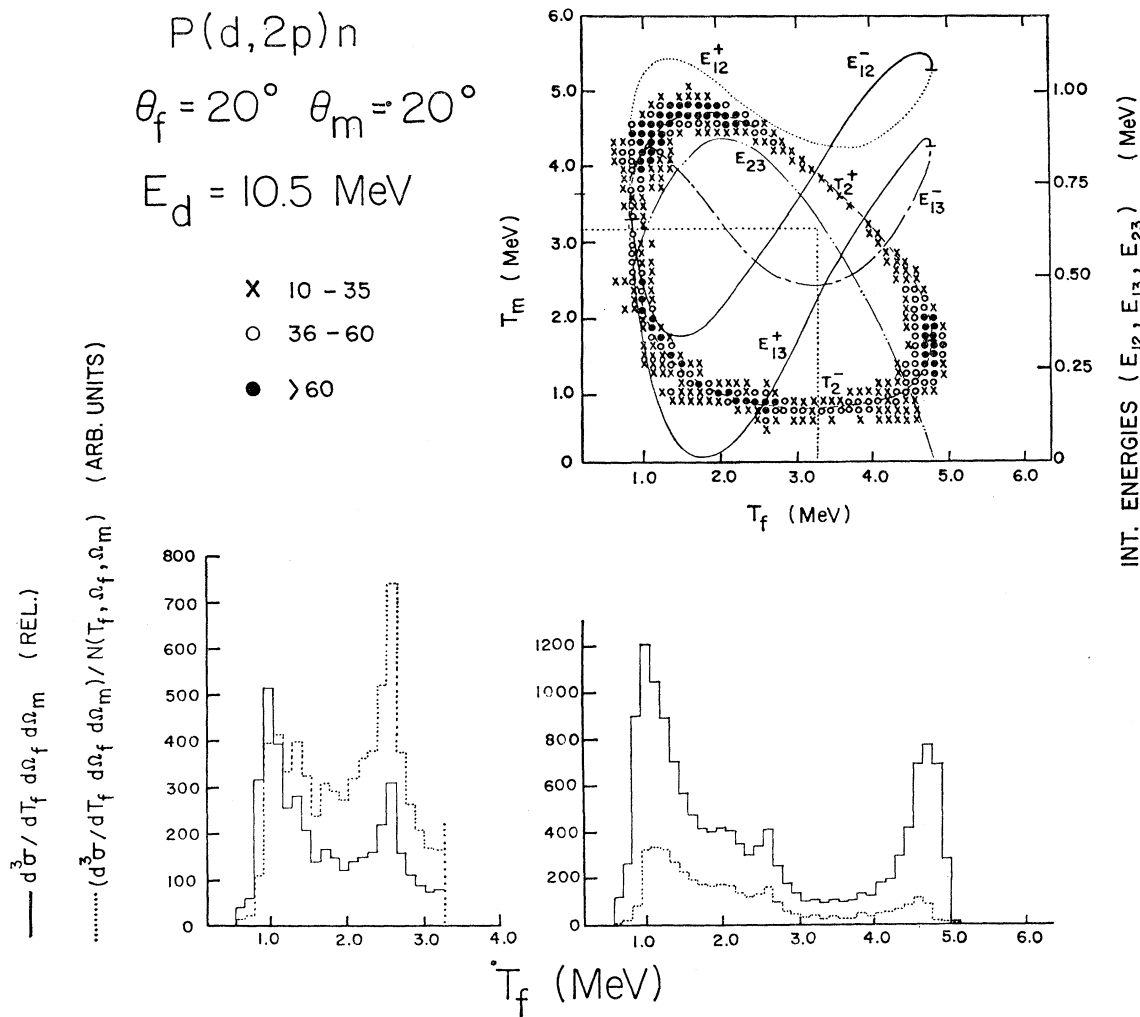 P(d,2p)n
θf = 20° θm = 20°
Ed = 10.5 MeV
X 10 – 35
O 36 – 60
● >60
6.0
5.0
4.0
3.0
2.0
1.0
0
Tm (MeV)
E12+
E12-
E23
T2+
E13-
E13+
T2-
1.00
0.75
0.50
0.25
0
INT. ENERGIES (E12, E13, E23) (MeV)
1.0 2.0 3.0 4.0 5.0 6.0
Tf (MeV)
— d³σ/dTf dΩf dΩm (REL.)
........ (d³σ/dTf dΩf dΩm)/N(Tf, Ωf, Ωm) (ARB. UNITS)
800
700
600
500
400
300
200
100
0
1.0 2.0 3.0 4.0
1200
1000
800
600
400
200
0
1.0 2.0 3.0 4.0 5.0 6.0
Tf (MeV)